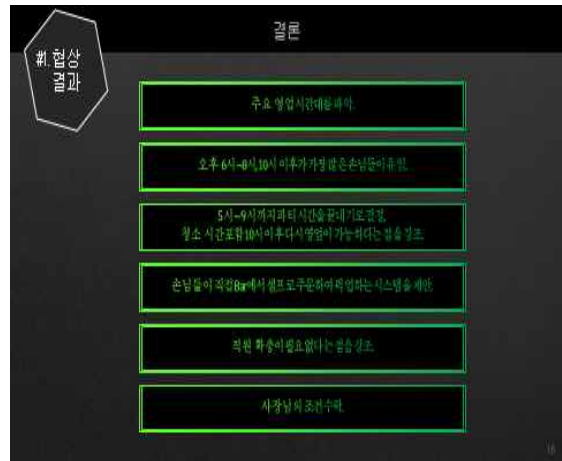 결론
#1. 협상
결과
주요 영업시간대를 파악.
오후 6시~8시,10시 이후가 가장 많은 손님들이 유입.
5시~9시까지 파티시간을 끝내기로 결정,
청소 시간포함 10시 이후 다시 영업이 가능하다는 점을 강조.
손님들이 직접 Bar에서 셀프로 주문하여 픽업하는 시스템을 제안.
직원 확충이 필요 없다는 점을 강조.
사장님의 조건수락.
16